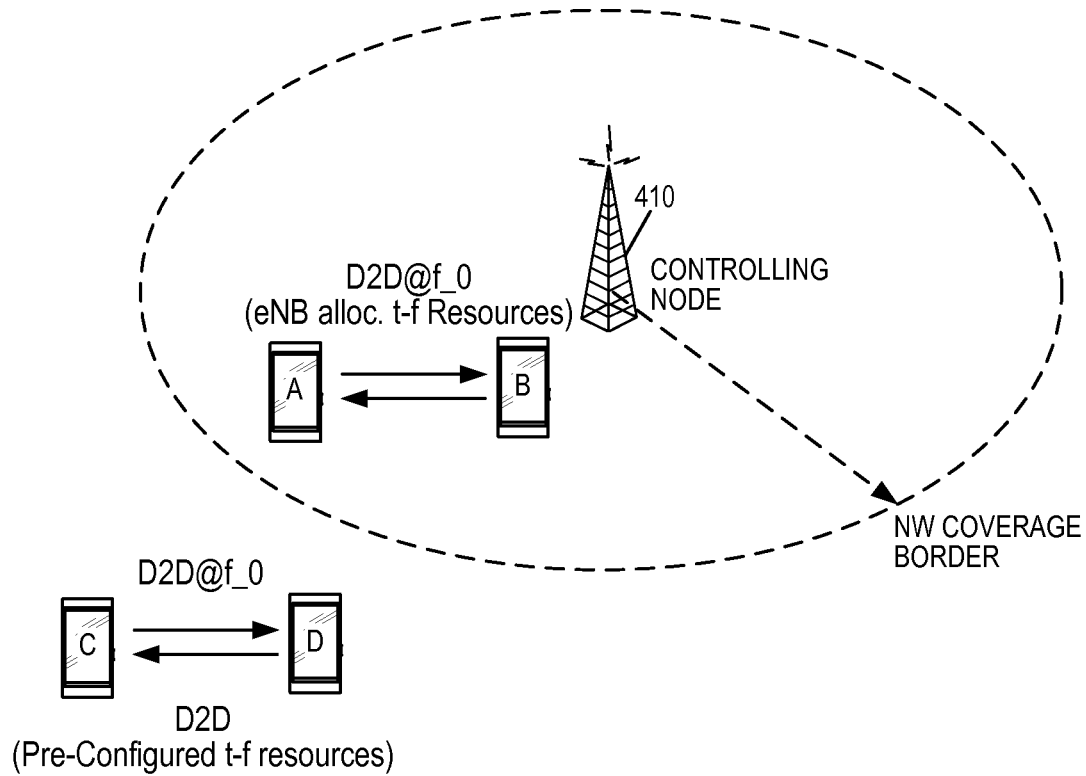 410
CONTROLLING
NODE
D2D@f_0
(eNB alloc. t-f Resources)
A
B
NW COVERAGE
BORDER
D2D@f_0
C
D
D2D
(Pre-Configured t-f resources)